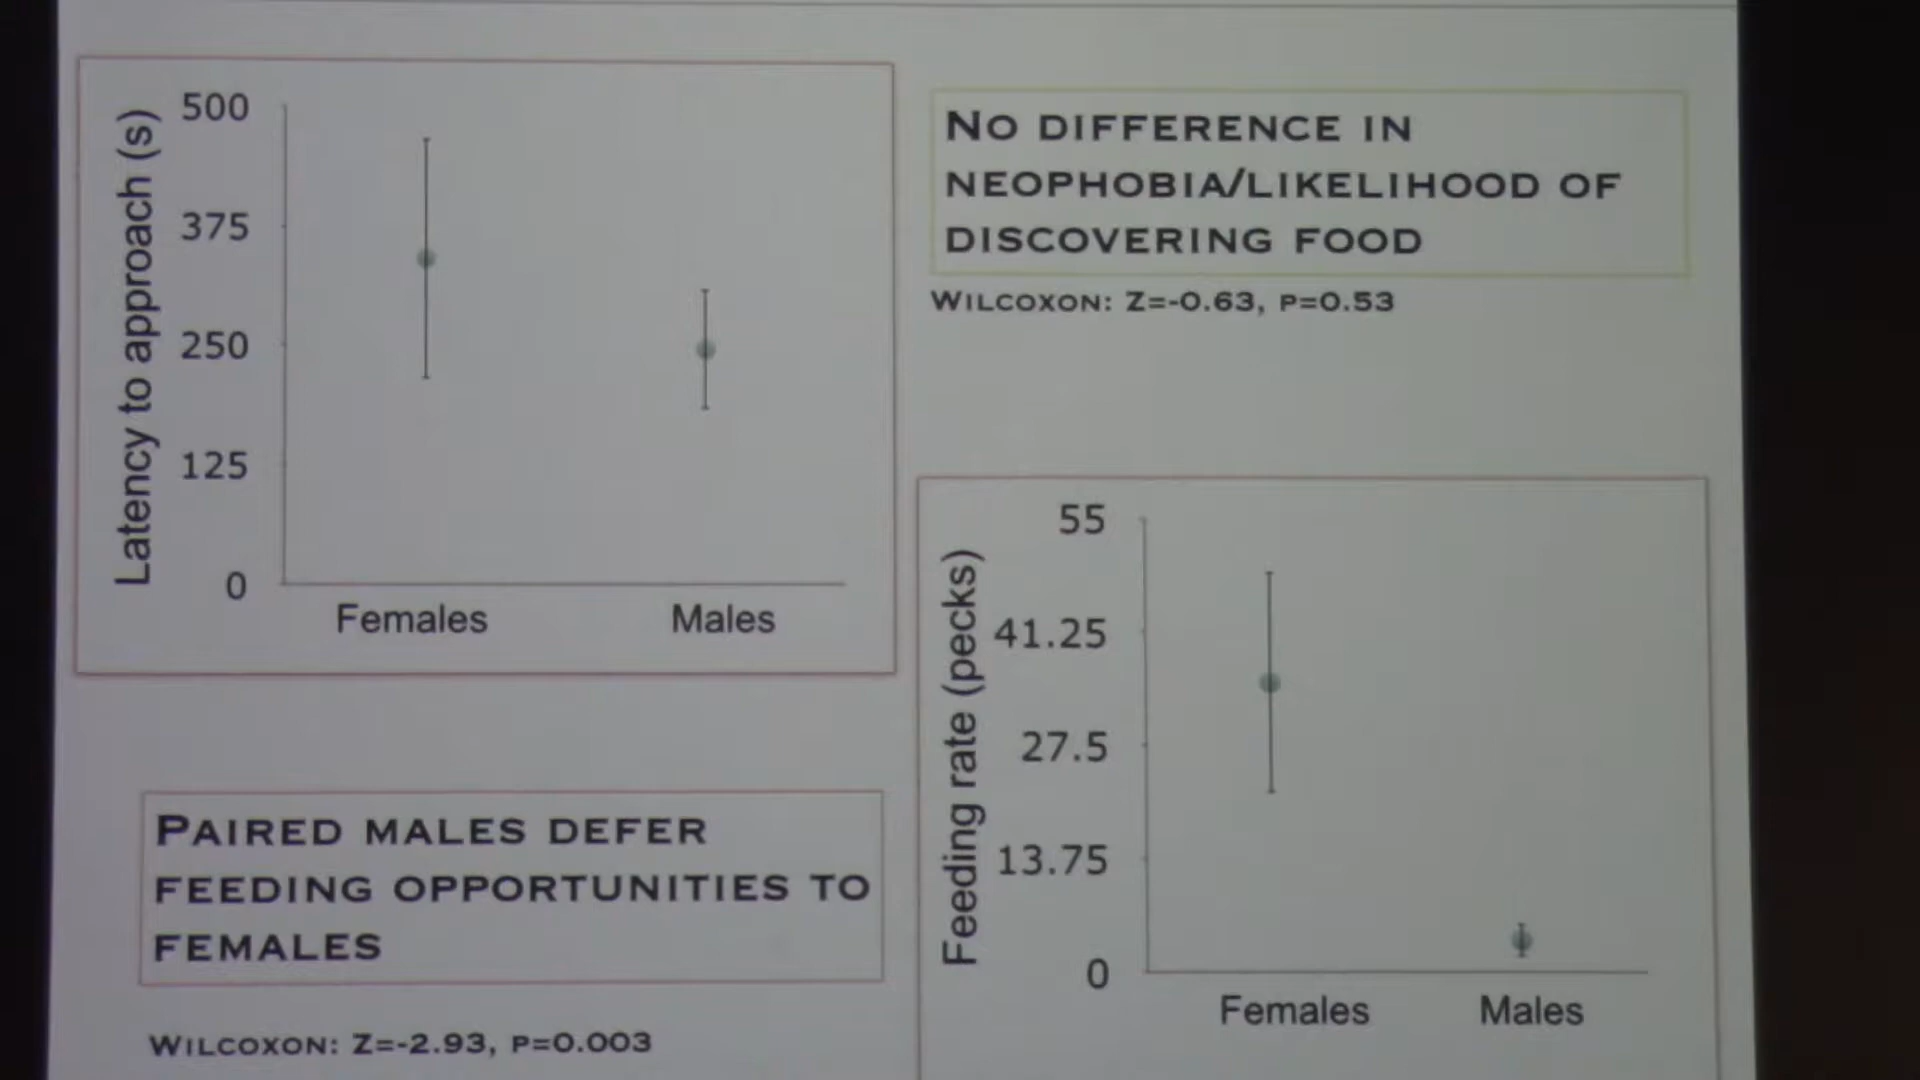 500
375
250
125
0
Latency to approach (s)
Females Males
NO DIFFERENCE IN
NEOPHOBIA/LIKELIHOOD OF
DISCOVERING FOOD
WILCOXON: Z=-0.63, P=0.53
PAIRED MALES DEFER
FEEDING OPPORTUNITIES TO
FEMALES
WILCOXON: Z=-2.93, P=0.003
55
41.25
27.5
13.75
0
Feeding rate (pecks)
Females Males